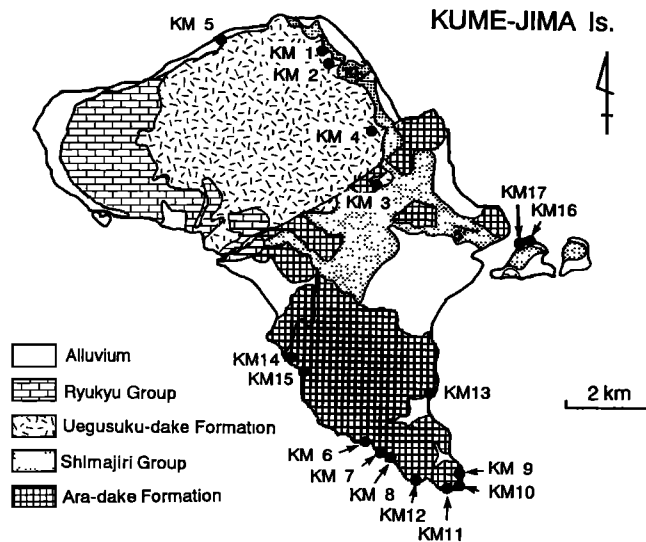 KUME-JIMA Is.
KM 5
KM 1
KM 2
KM 4
KM 3
KM17
KM16
KM14
KM15
KM13
KM 6
KM 7
KM 8
KM12
KM 9
KM10
KM11
2 km
Alluvium
Ryukyu Group
Uegusuku-dake Formation
Shimajiri Group
Ara-dake Formation